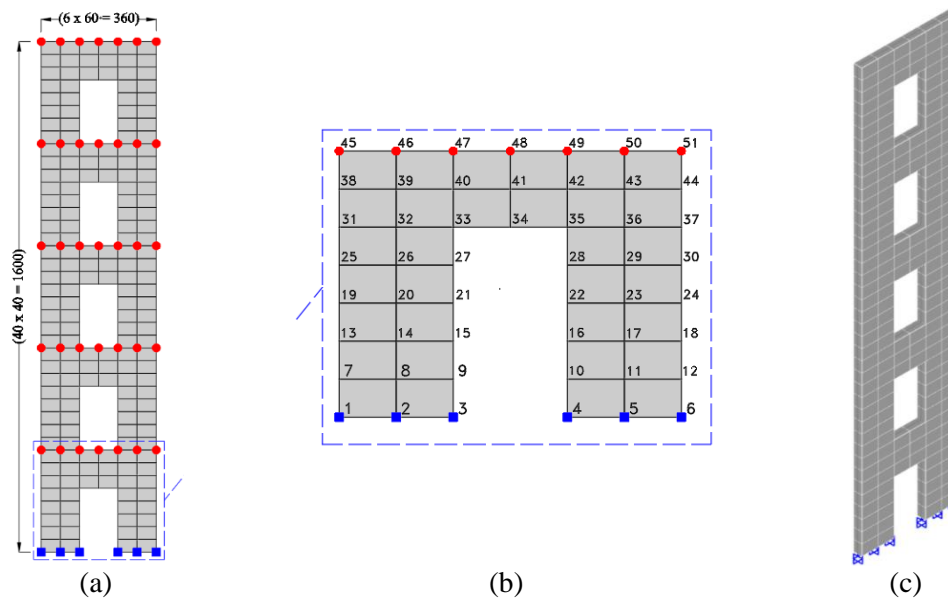 (6 x 60 = 360)
(40 x 40 = 1600)
45 46 47 48 49 50 51
38 39 40 41 42 43 44
31 32 33 34 35 36 37
25 26 27 28 29 30
19 20 21 22 23 24
13 14 15 16 17 18
7 8 9 10 11 12
1 2 3 4 5 6
(a) (b) (c)